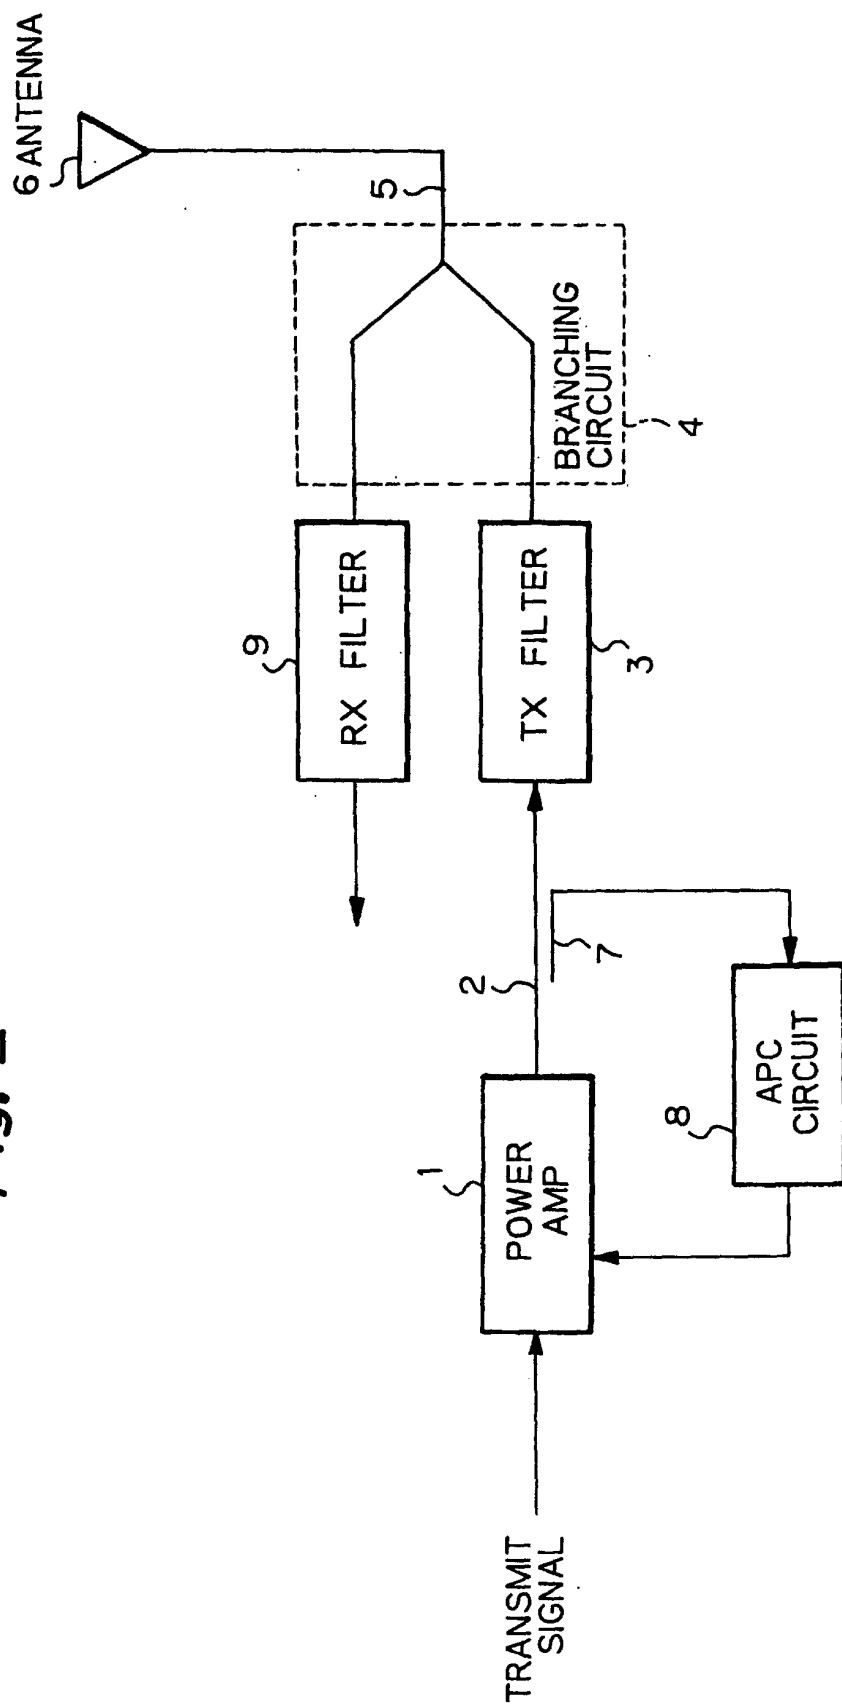 6 ANTENNA
5
BRANCHING
CIRCUIT
4
9
RX FILTER
TX FILTER
3
2
7
1
POWER
AMP
8
APC
CIRCUIT
TRANSMIT
SIGNAL